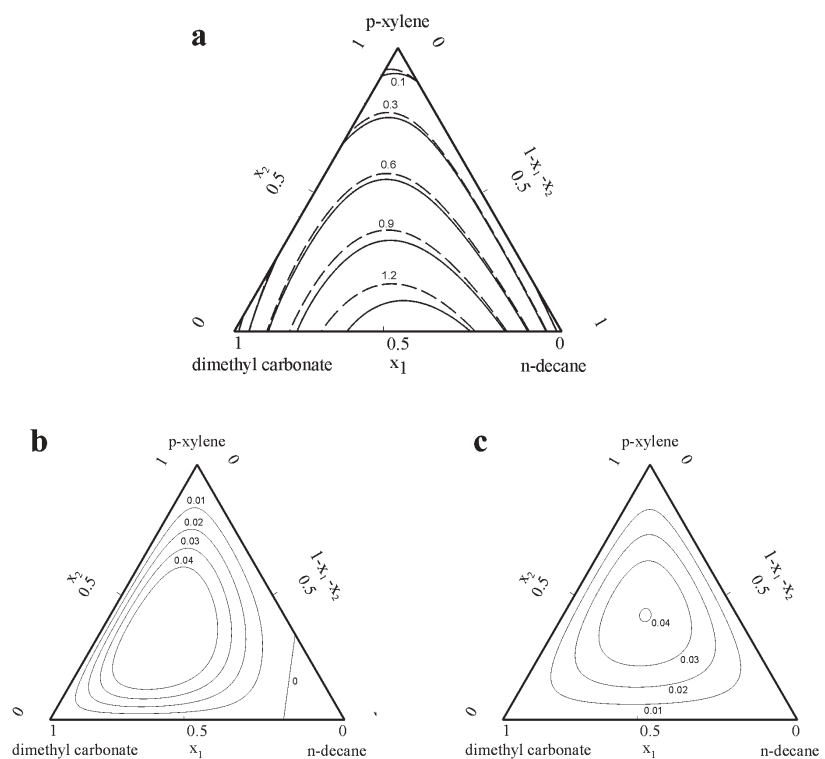 a
p-xylene
1 0
0.1
0.3
x2 0.5
1-x1-x2 0.5
0.6
0.9
1.2
0 1
1 0.5 0
dimethyl carbonate x1 n-decane
b
p-xylene
1 0
0.01
0.02
0.03
0.04
x2 0.5
1-x1-x2 0.5
0
0
1 0.5 0
dimethyl carbonate x1 n-decane
c
p-xylene
1 0
x2 0.5
1-x1-x2 0.5
0.04
0.03
0.02
0.01
0
1 0.5 0
dimethyl carbonate x1 n-decane